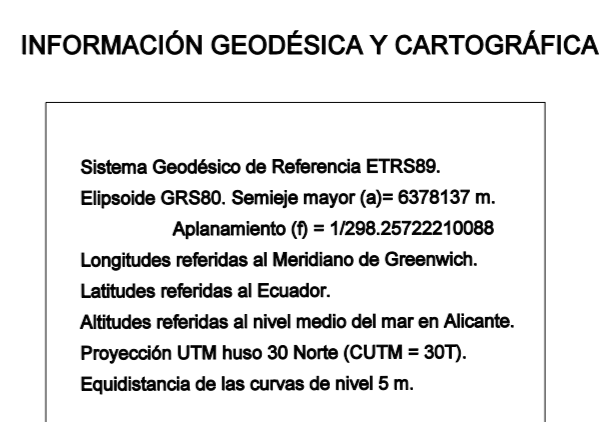 INFORMACIÓN GEODÉSICA Y CARTOGRÁFICA
Sistema Geodésico de Referencia ETRS89.
Elipsoide GRS80. Semieje mayor (a)= 6378137 m.
Aplanamiento (f) = 1/298.25722210088
Longitudes referidas al Meridiano de Greenwich.
Latitudes referidas al Ecuador.
Altitudes referidas al nivel medio del mar en Alicante.
Proyección UTM huso 30 Norte (CUTM = 30T).
Equidistancia de las curvas de nivel 5 m.